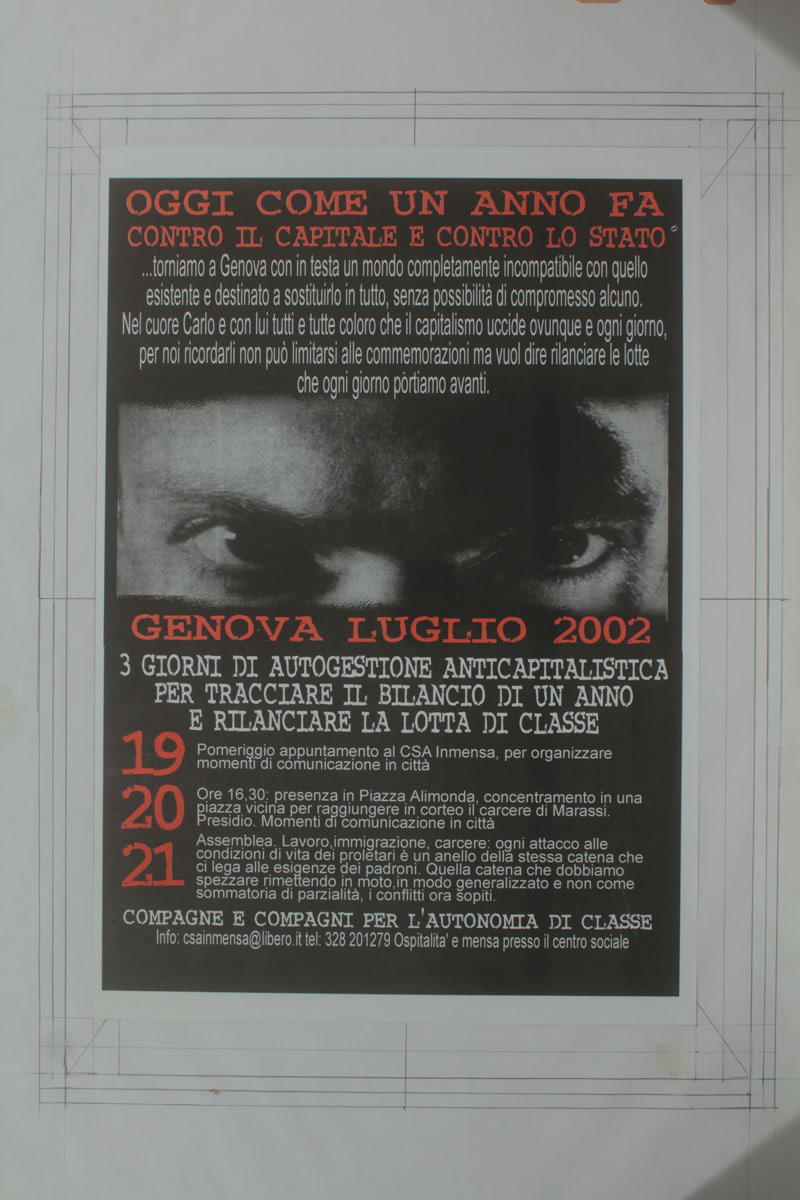 OGGI COME UN ANNO FA
CONTRO IL CAPITALE E CONTRO LO STATO
...torniamo a Genova con in testa un mondo completamente incompatibile con quello
esistente e destinato a sostituirlo in tutto, senza possibilità di compromesso alcuno.
Nel cuore Carlo e con lui tutti e tutte coloro che il capitalismo uccide ovunque e ogni giorno,
per noi ricordarli non può limitarsi alle commemorazioni ma vuol dire rilanciare le lotte
che ogni giorno portiamo avanti.
GENOVA LUGLIO 2002
3 GIORNI DI AUTOGESTIONE ANTICAPITALISTICA
PER TRACCIARE IL BILANCIO DI UN ANNO
E RILANCIARE LA LOTTA DI CLASSE
19 Pomeriggio appuntamento al CSA Inmensa, per organizzare
momenti di comunicazione in città
20 Ore 16,30: presenza in Piazza Alimonda, concentramento in una
piazza vicina per raggiungere in corteo il carcere di Marassi.
Presidio. Momenti di comunicazione in città
21 Assemblea. Lavoro,immigrazione, carcere: ogni attacco alle
condizioni di vita dei proletari è un anello della stessa catena che
ci lega alle esigenze dei padroni. Quella catena che dobbiamo
spezzare rimettendo in moto,in modo generalizzato e non come
sommatoria di parzialità, i conflitti ora sopiti.
COMPAGNE E COMPAGNI PER L'AUTONOMIA DI CLASSE
Info: csainmensa@libero.it tel: 328 201279 Ospitalita' e mensa presso il centro sociale